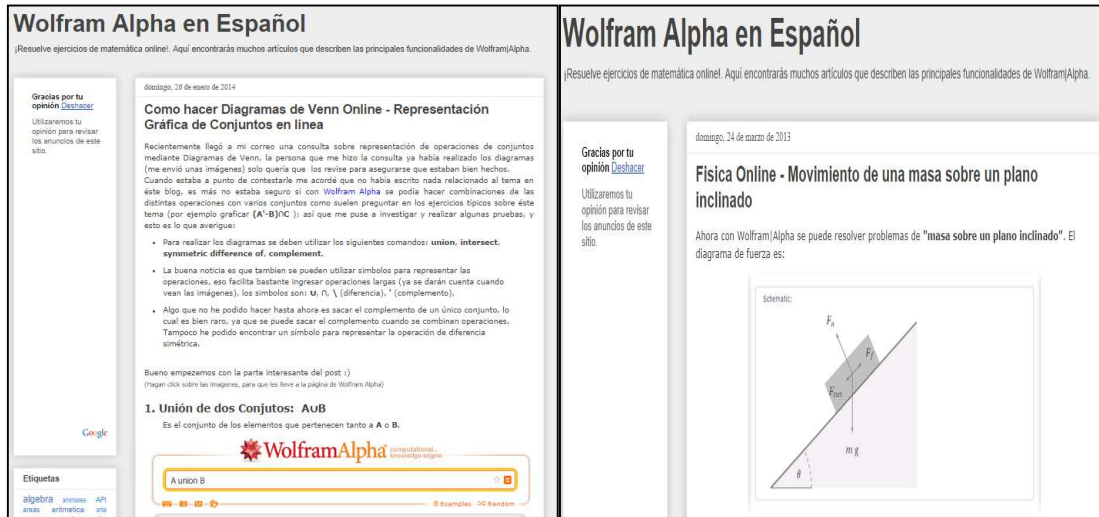 Wolfram Alpha en Español
¡Resuelve ejercicios de matemática online!. Aquí encontrarás muchos artículos que describen las principales funcionalidades de Wolfram|Alpha.
Gracias por tu
opinión Deshacer
Utilizaremos tu
opinión para revisar
los anuncios de este
sitio.
Google
Etiquetas
algebra animales API
areas aritmetica arte
domingo, 26 de enero de 2014
Como hacer Diagramas de Venn Online - Representación
Gráfica de Conjuntos en linea
Recientemente llegó a mi correo una consulta sobre representación de operaciones de conjuntos
mediante Diagramas de Venn, la persona que me hizo la consulta ya había realizado los diagramas
(me envió unas imágenes) solo quería que los revise para asegurarse que estaban bien hechos.
Cuando estaba a punto de contestarle me acordé que no había escrito nada relacionado al tema en
éste blog, es más no estaba seguro si con Wolfram Alpha se podía hacer combinaciones de las
distintas operaciones con varios conjuntos como suelen preguntar en los ejercicios típicos sobre éste
tema (por ejemplo graficar (A'-B)∩C ); así que me puse a investigar y realizar algunas pruebas, y
esto es lo que averigue:
• Para realizar los diagramas se deben utilizar los siguientes comandos: union, intersect,
symmetric difference of, complement.
• La buena noticia es que tambien se pueden utilizar simbolos para representar las
operaciones, eso facilita bastante ingresar operaciones largas (ya se darán cuenta cuando
vean las imágenes), los simbolos son: ∪, ∩, \ (diferencia), ' (complemento),
• Algo que no he podido hacer hasta ahora es sacar el complemento de un único conjunto, lo
cual es bien raro, ya que se puede sacar el complemento cuando se combinan operaciones.
Tampoco he podido encontrar un símbolo para representar la operación de diferencia
simétrica.
Bueno empezemos con la parte interesante del post :)
(Hagan click sobre las imagenes, para que les lleve a la página de Wolfram Alpha)
1. Unión de dos Conjutos: A∪B
Es el conjunto de los elementos que pertenecen tanto a A o B.
WolframAlpha computational...
knowledge engine
A union B
Examples Random
Wolfram Alpha en Español
¡Resuelve ejercicios de matemática online!. Aquí encontrarás muchos artículos que describen las principales funcionalidades de Wolfram|Alpha.
Gracias por tu
opinión Deshacer
Utilizaremos tu
opinión para revisar
los anuncios de este
sitio.
domingo, 24 de marzo de 2013
Fisica Online - Movimiento de una masa sobre un plano
inclinado
Ahora con Wolfram|Alpha se puede resolver problemas de "masa sobre un plano inclinado". El
diagrama de fuerza es:
Schematic:
Fn
Ff
Fnet
m g
θ